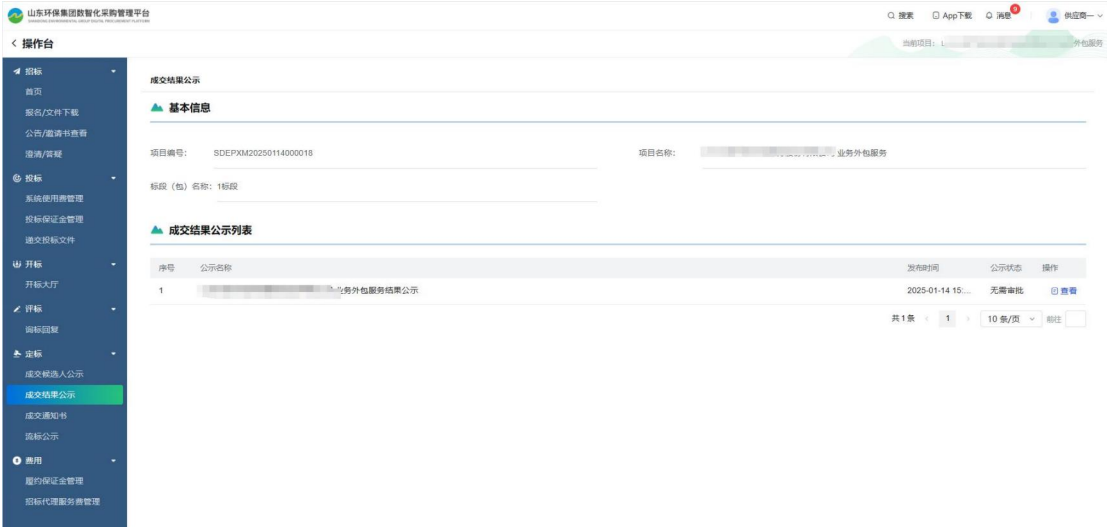 山东环保集团数智化采购管理平台
搜索 App下载 消息 9 供应商一
操作台
当前项目： 外包服务
招标
首页
报名/文件下载
公告/邀请书查看
澄清/答疑
投标
系统使用费管理
投标保证金管理
递交投标文件
开标
开标大厅
评标
询标回复
定标
成交候选人公示
成交结果公示
成交通知书
流标公示
费用
履约保证金管理
招标代理服务费管理
成交结果公示
基本信息
项目编号： SDEPXM20250114000018
项目名称： 业务外包服务
标段（包）名称： 1标段
成交结果公示列表
序号 公示名称 发布时间 公示状态 操作
1 业务外包服务结果公示 2025-01-14 15:... 无需审批 查看
共1条 1 10条/页 前往